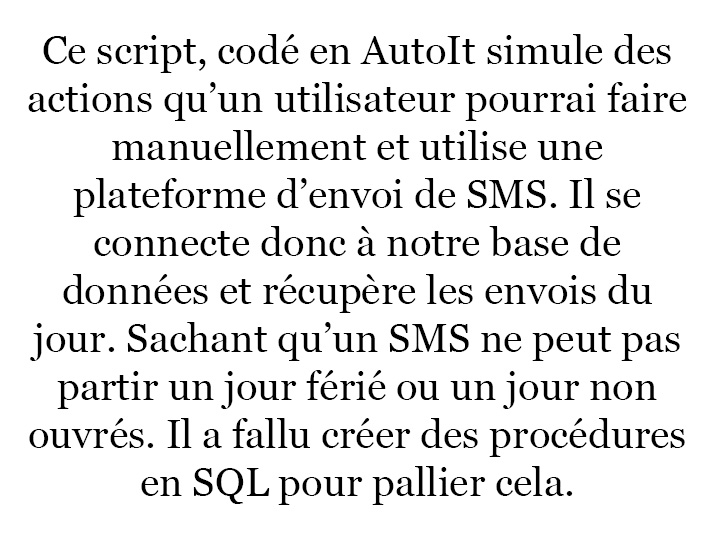 Ce script, codé en AutoIt simule des
actions qu’un utilisateur pourrai faire
manuellement et utilise une
plateforme d’envoi de SMS. Il se
connecte donc à notre base de
données et récupère les envois du
jour. Sachant qu’un SMS ne peut pas
partir un jour férié ou un jour non
ouvrés. Il a fallu créer des procédures
en SQL pour pallier cela.